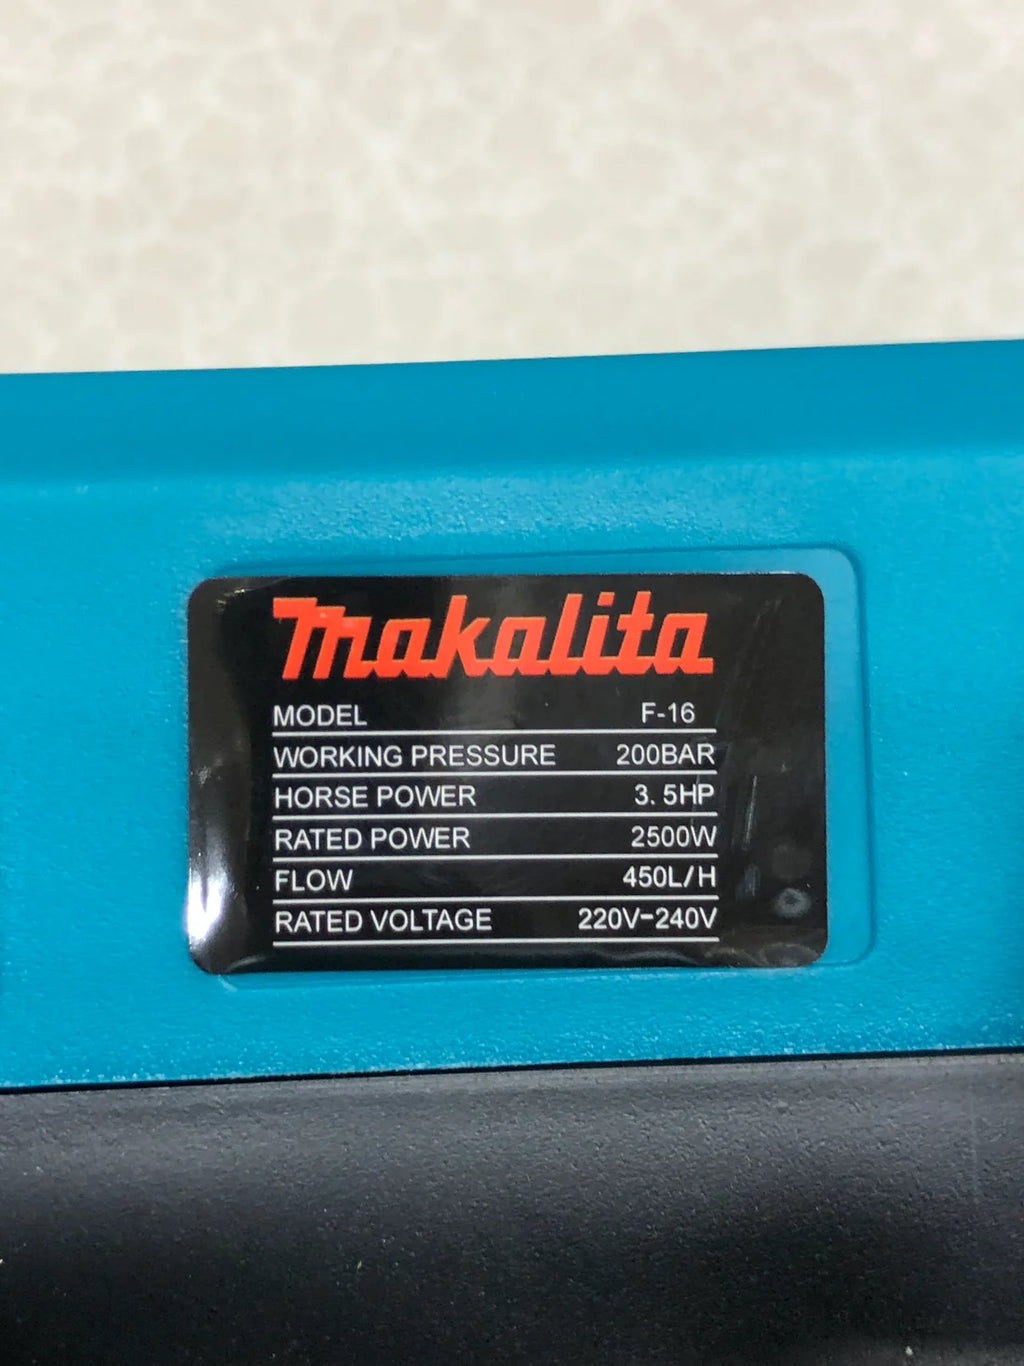 Makalita
MODEL F-16
WORKING PRESSURE 200BAR
HORSE POWER 3.5HP
RATED POWER 2500W
FLOW 450L/H
RATED VOLTAGE 220V-240V